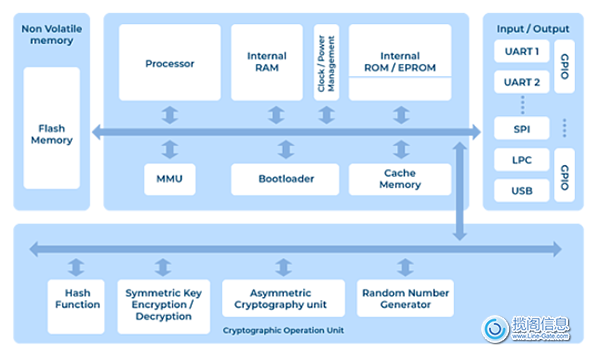 Non Volatile
memory
Flash
Memory
Processor
Internal
RAM
Clock / Power
Management
Internal
ROM / EPROM
MMU
Bootloader
Cache
Memory
Input / Output
UART 1
UART 2
SPI
LPC
USB
GPIO
GPIO
Hash
Function
Symmetric Key
Encryption /
Decryption
Asymmetric
Cryptography unit
Random Number
Generator
Cryptographic Operation Unit
揽阁信息
www.Line-Gate.com